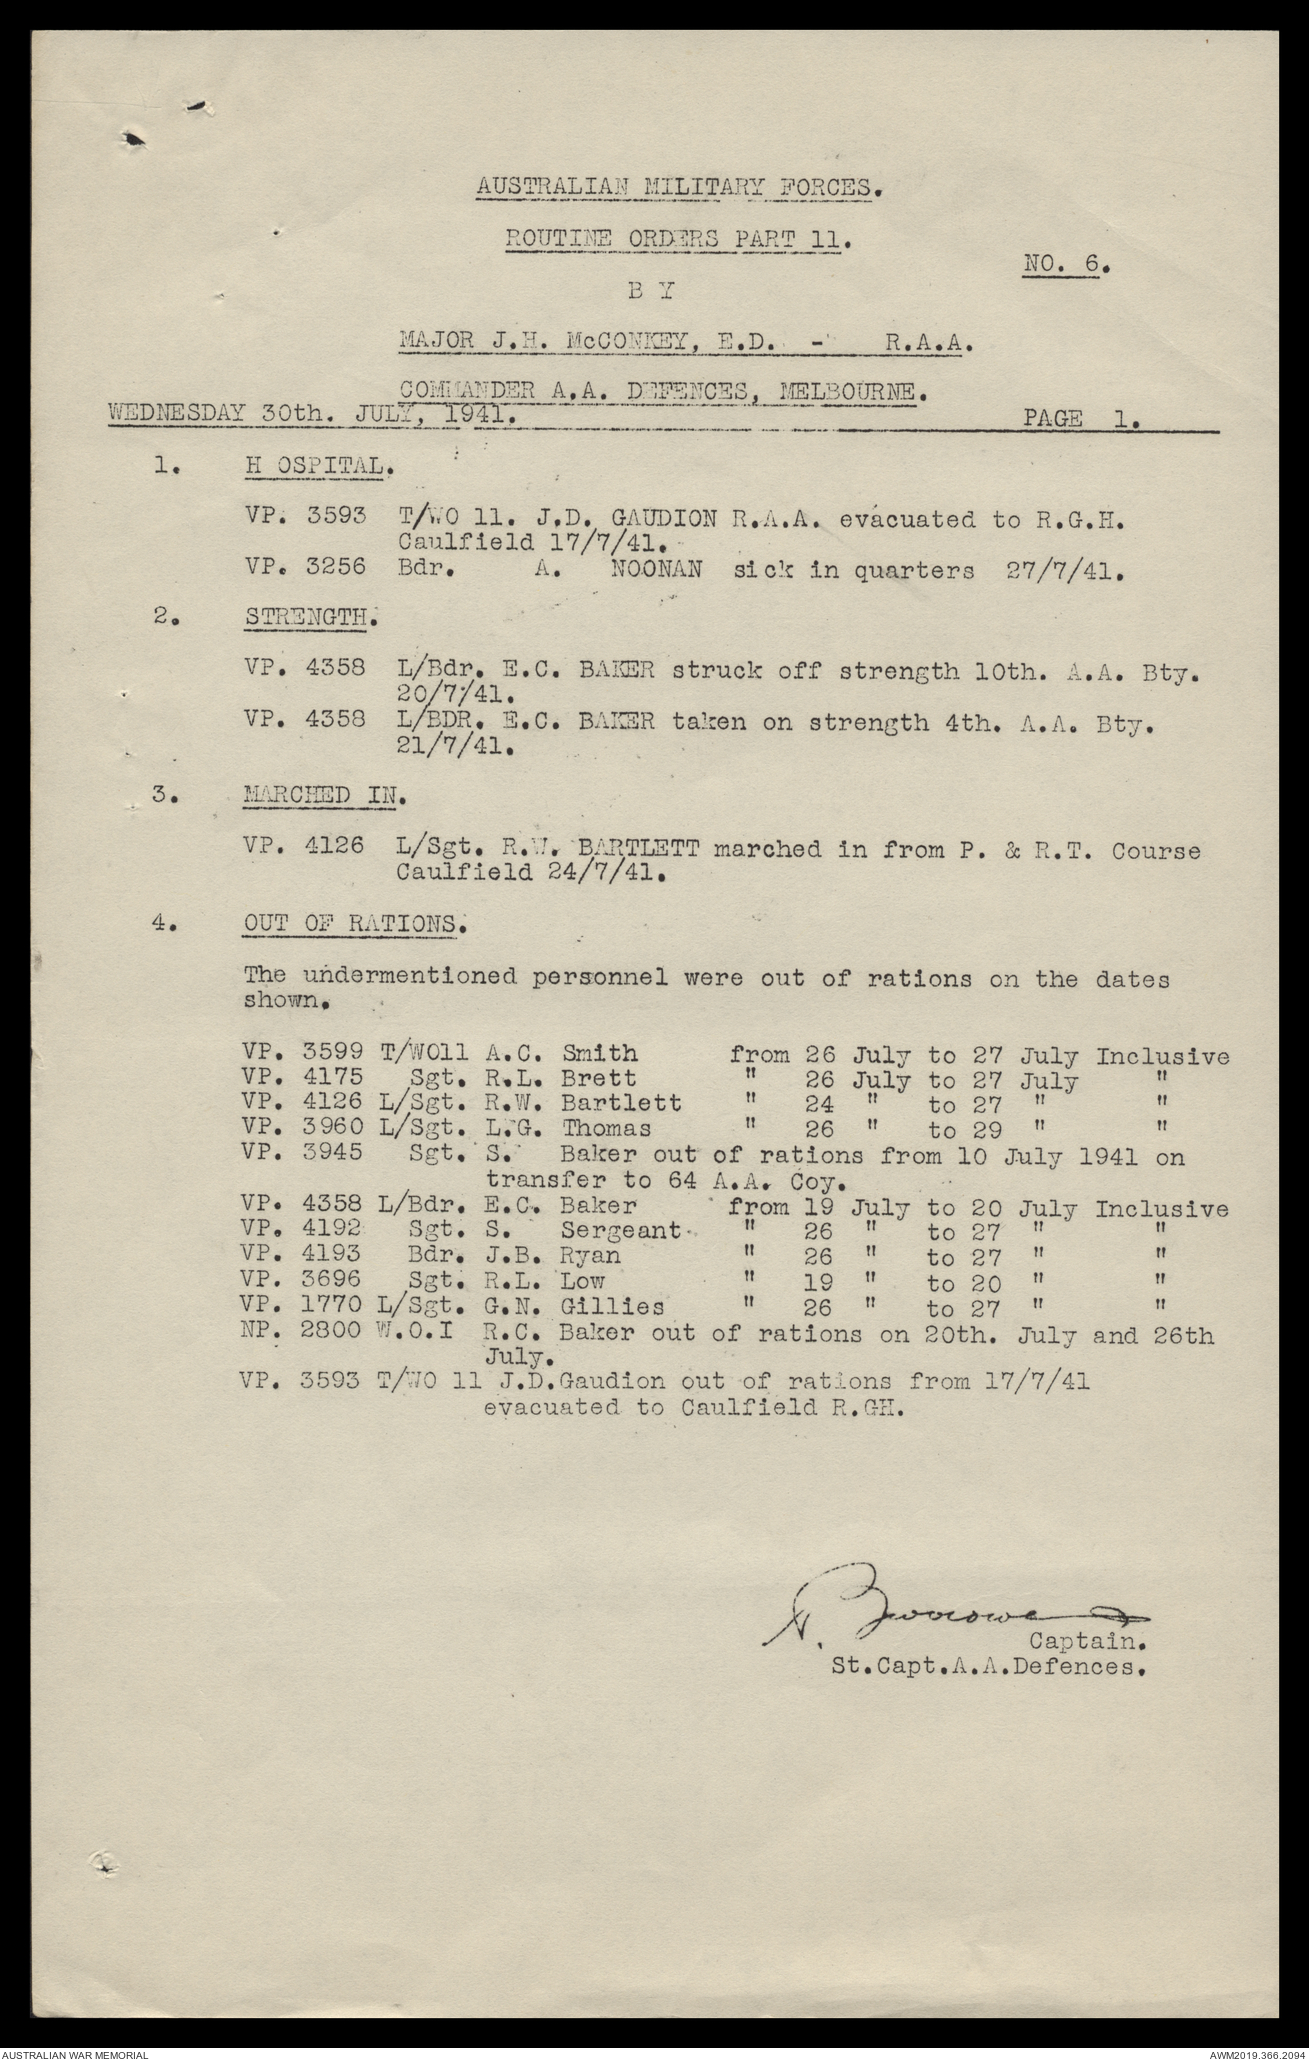 AUSTRALIAN MILITARY FORCES.
ROUTINE ORDERS PART 11.
NO. 6.
B Y
MAJOR J.H. McCONKEY, E.D. - R.A.A.
COMMANDER A.A. DEFENCES, MELBOURNE.
WEDNESDAY 30th. JULY, 1941. PAGE 1.
1. H OSPITAL.
VP. 3593 T/WO 11. J.D. GAUDION R.A.A. evacuated to R.G.H.
Caulfield 17/7/41.
VP. 3256 Bdr. A. NOONAN sick in quarters 27/7/41.
2. STRENGTH.
VP. 4358 L/Bdr. E.C. BAKER struck off strength 10th. A.A. Bty.
20/7/41.
VP. 4358 L/BDR. E.C. BAKER taken on strength 4th. A.A. Bty.
21/7/41.
3. MARCHED IN.
VP. 4126 L/Sgt. R.W. BARTLETT marched in from P. & R.T. Course
Caulfield 24/7/41.
4. OUT OF RATIONS.
The undermentioned personnel were out of rations on the dates
shown.
VP. 3599 T/WO11 A.C. Smith from 26 July to 27 July Inclusive
VP. 4175 Sgt. R.L. Brett " 26 July to 27 July "
VP. 4126 L/Sgt. R.W. Bartlett " 24 " to 27 " "
VP. 3960 L/Sgt. L.G. Thomas " 26 " to 29 " "
VP. 3945 Sgt. S. Baker out of rations from 10 July 1941 on
transfer to 64 A.A. Coy.
VP. 4358 L/Bdr. E.C. Baker from 19 July to 20 July Inclusive
VP. 4192 Sgt. S. Sergeant " 26 " to 27 " "
VP. 4193 Bdr. J.B. Ryan " 26 " to 27 " "
VP. 3696 Sgt. R.L. Low " 19 " to 20 " "
VP. 1770 L/Sgt. G.N. Gillies " 26 " to 27 " "
NP. 2800 W.O.I R.C. Baker out of rations on 20th. July and 26th
July.
VP. 3593 T/WO 11 J.D.Gaudion out of rations from 17/7/41
evacuated to Caulfield R.GH.
Captain.
St.Capt.A.A.Defences.
AUSTRALIAN WAR MEMORIAL
AWM2019.366.2094